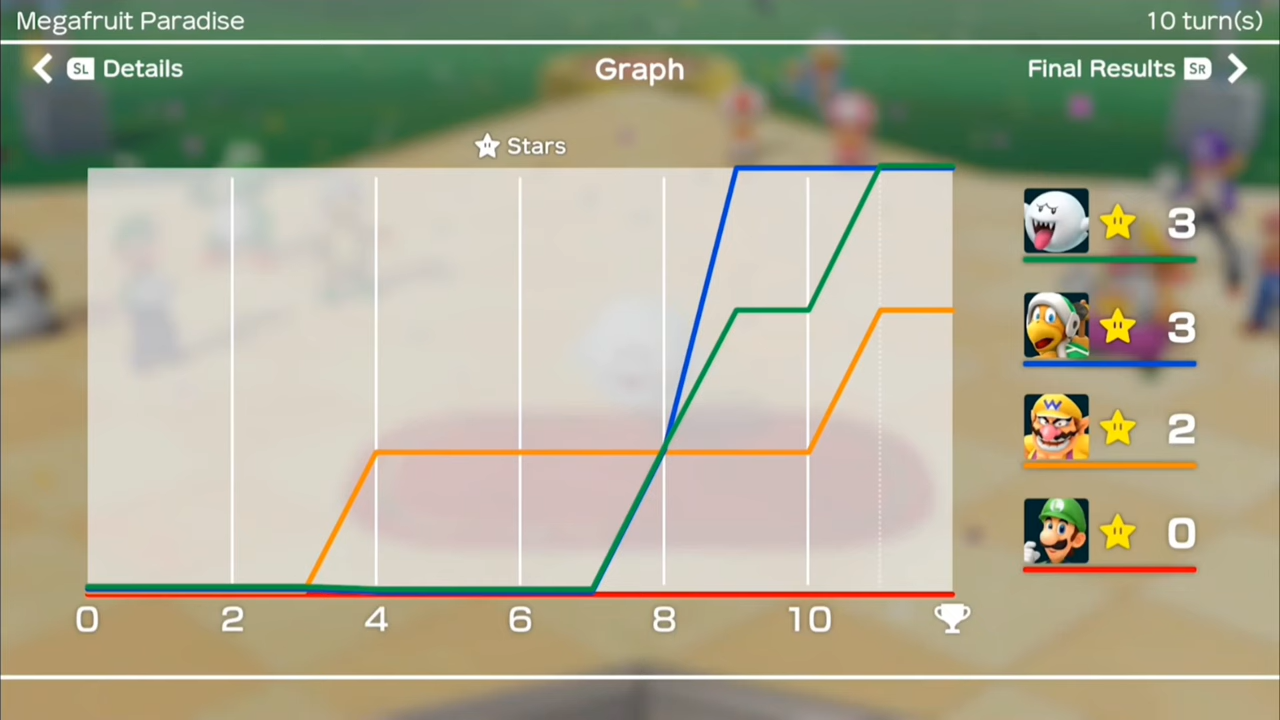 Megafruit Paradise
10 turn(s)
SL Details
Graph
Final Results SR
Stars
3
3
2
0
0 2 4 6 8 10